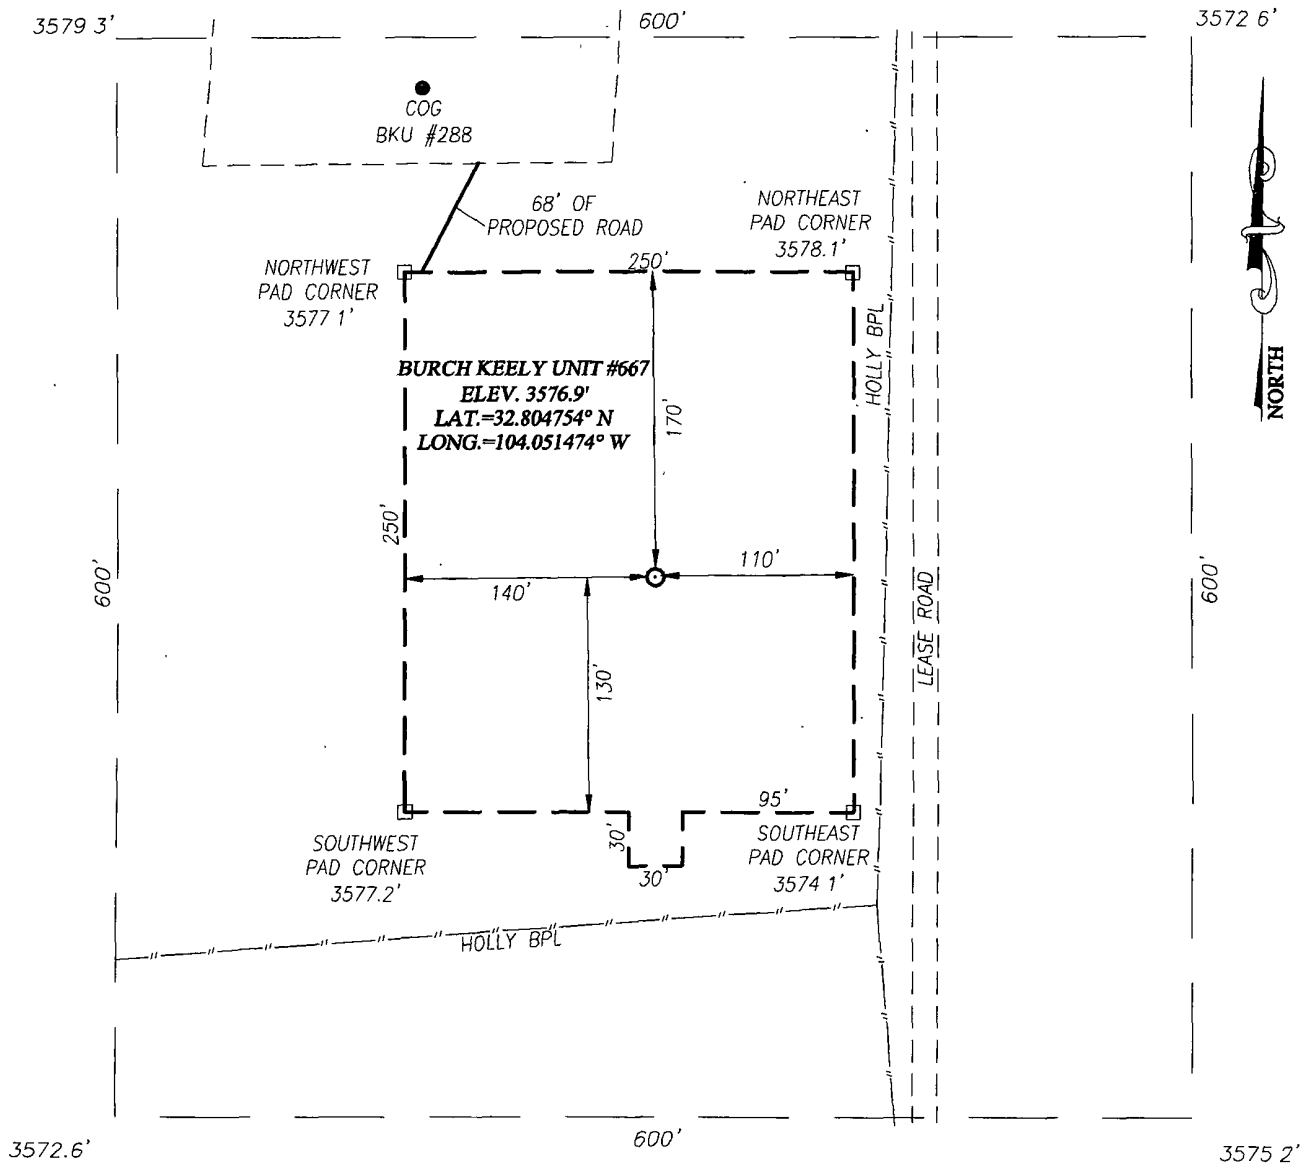 3579 3'
600'
3572 6'
COG
BKU #288
68' OF
PROPOSED ROAD
NORTHEAST
PAD CORNER
3578.1'
NORTHWEST
PAD CORNER
3577 1'
250'
HOLLY BPL
NORTH
BURCH KEELY UNIT #667
ELEV. 3576.9'
LAT.=32.804754° N
LONG.=104.051474° W
170'
250'
600'
140'
110'
600'
LEASE ROAD
130'
95'
30'
30'
SOUTHWEST
PAD CORNER
3577.2'
SOUTHEAST
PAD CORNER
3574 1'
HOLLY BPL
3572.6'
600'
3575 2'